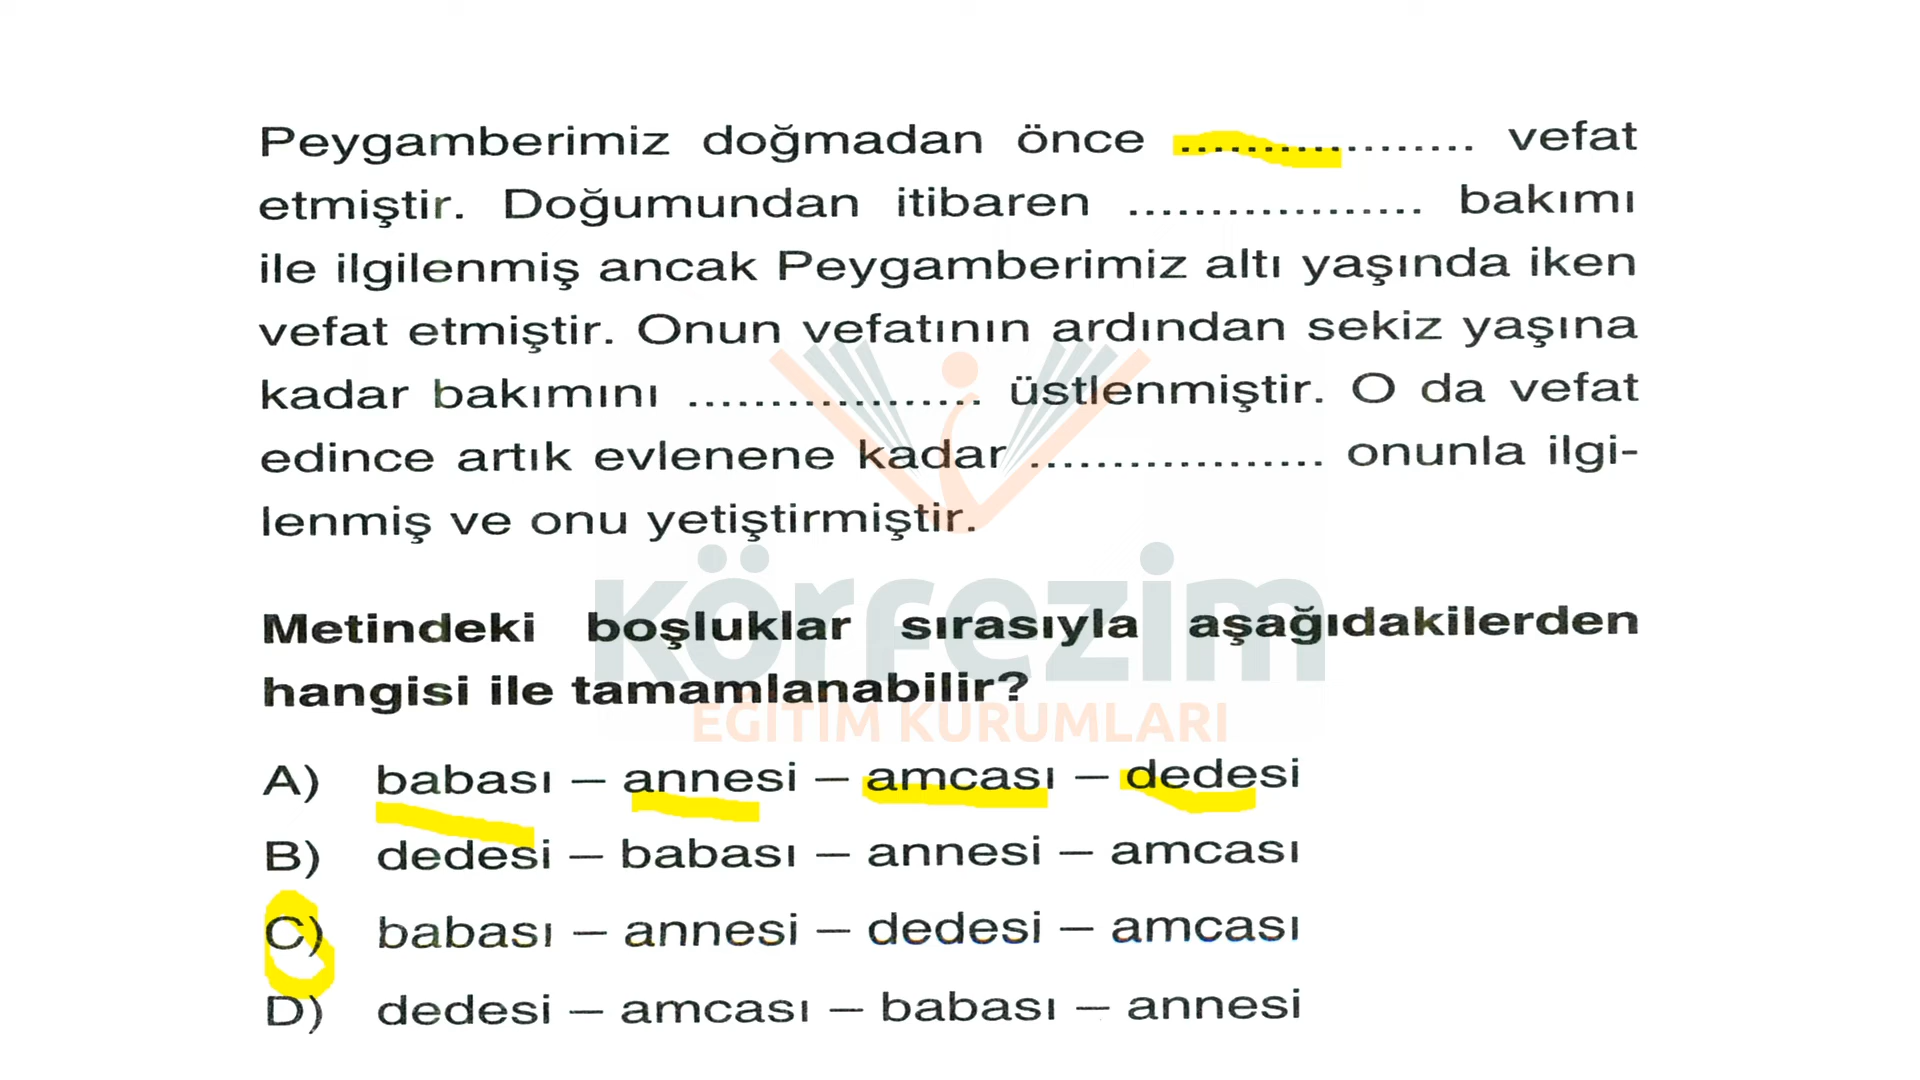 Peygamberimiz doğmadan önce .................. vefat
etmiştir. Doğumundan itibaren .................. bakımı
ile ilgilenmiş ancak Peygamberimiz altı yaşında iken
vefat etmiştir. Onun vefatının ardından sekiz yaşına
kadar bakımını .................. üstlenmiştir. O da vefat
edince artık evlenene kadar .................. onunla ilgi-
lenmiş ve onu yetiştirmiştir.
körfezim
Metindeki boşluklar sırasıyla aşağıdakilerden
hangisi ile tamamlanabilir?
EĞİTİM KURUMLARI
A) babası – annesi – amcası – dedesi
B) dedesi – babası – annesi – amcası
C) babası – annesi – dedesi – amcası
D) dedesi – amcası – babası – annesi